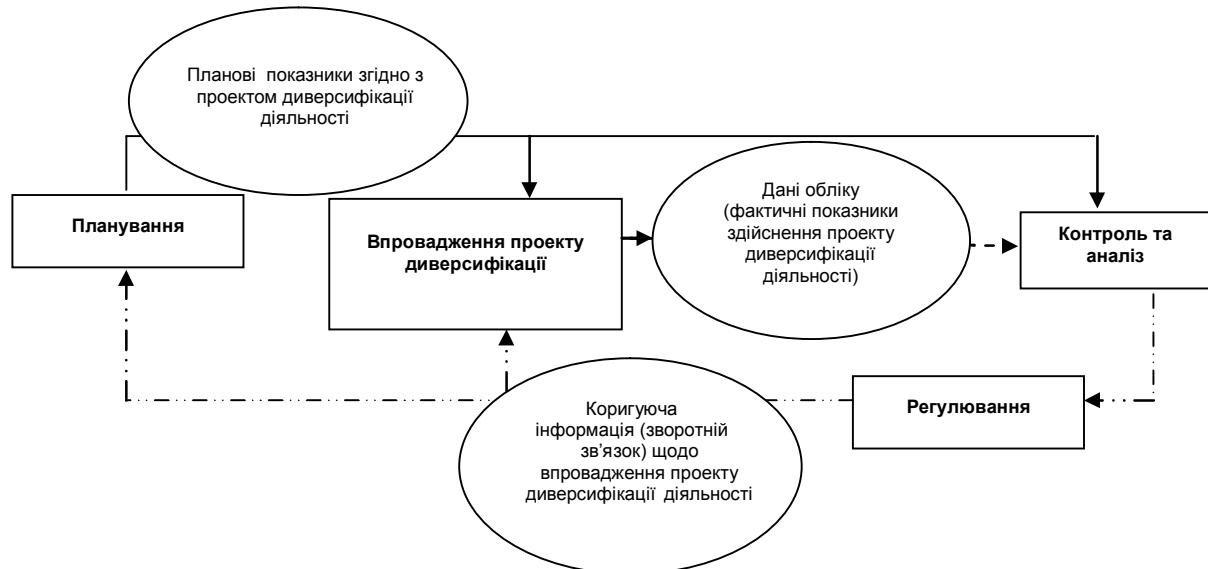 Планові показники згідно з
проектом диверсифікації
діяльності
Планування
Впровадження проекту
диверсифікації
Дані обліку
(фактичні показники
здійснення проекту
диверсифікації
діяльності)
Контроль та
аналіз
Коригуюча
інформація (зворотній
зв’язок) щодо
впровадження проекту
диверсифікації діяльності
Регулювання